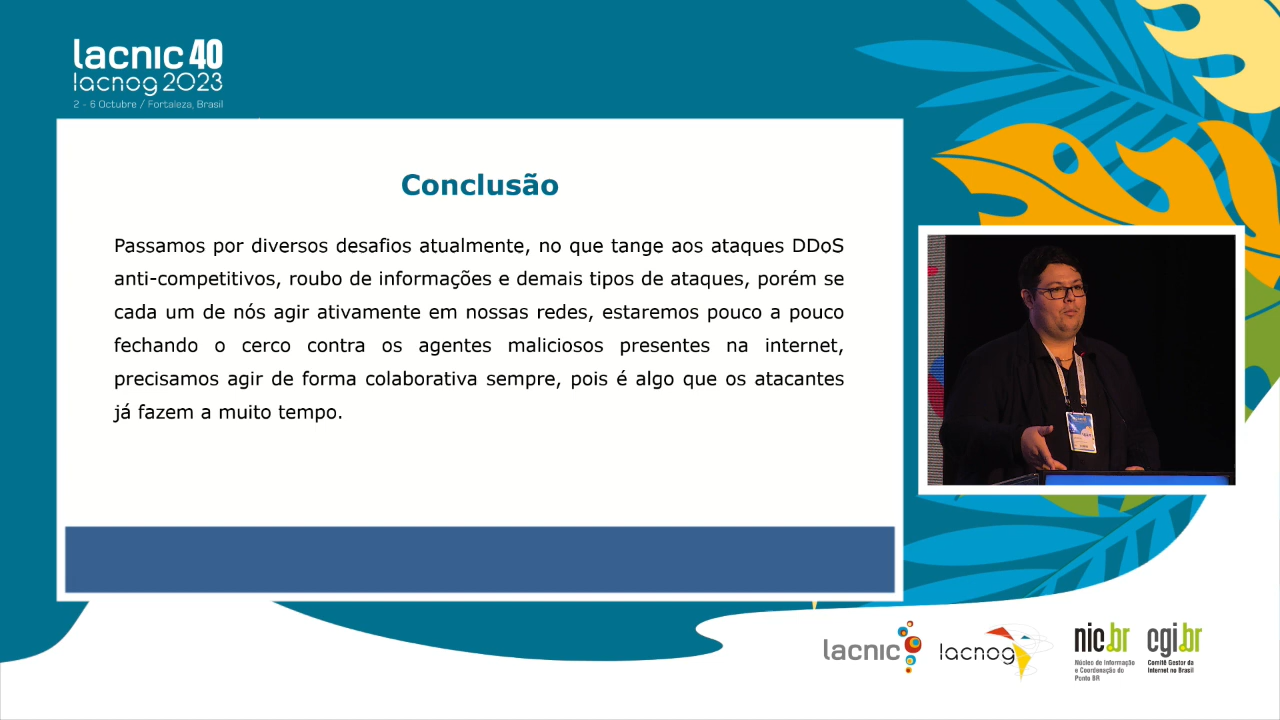 lacnic 40
lacnog 2023
2 - 6 Octubre / Fortaleza, Brasil
Conclusão
Passamos por diversos desafios atualmente, no que tange aos ataques DDoS
anti-competitivos, roubo de informações e demais tipos de ataques, porém se
cada um de nós agir ativamente em nossas redes, estaremos pouco a pouco
fechando o cerco contra os agentes maliciosos presentes na internet,
precisamos agir de forma colaborativa sempre, pois é algo que os atacantes
já fazem a muito tempo.
lacnic
lacnog
nic.br
Núcleo de Informação
e Coordenação do
Ponto BR
cgi.br
Comitê Gestor da
Internet no Brasil